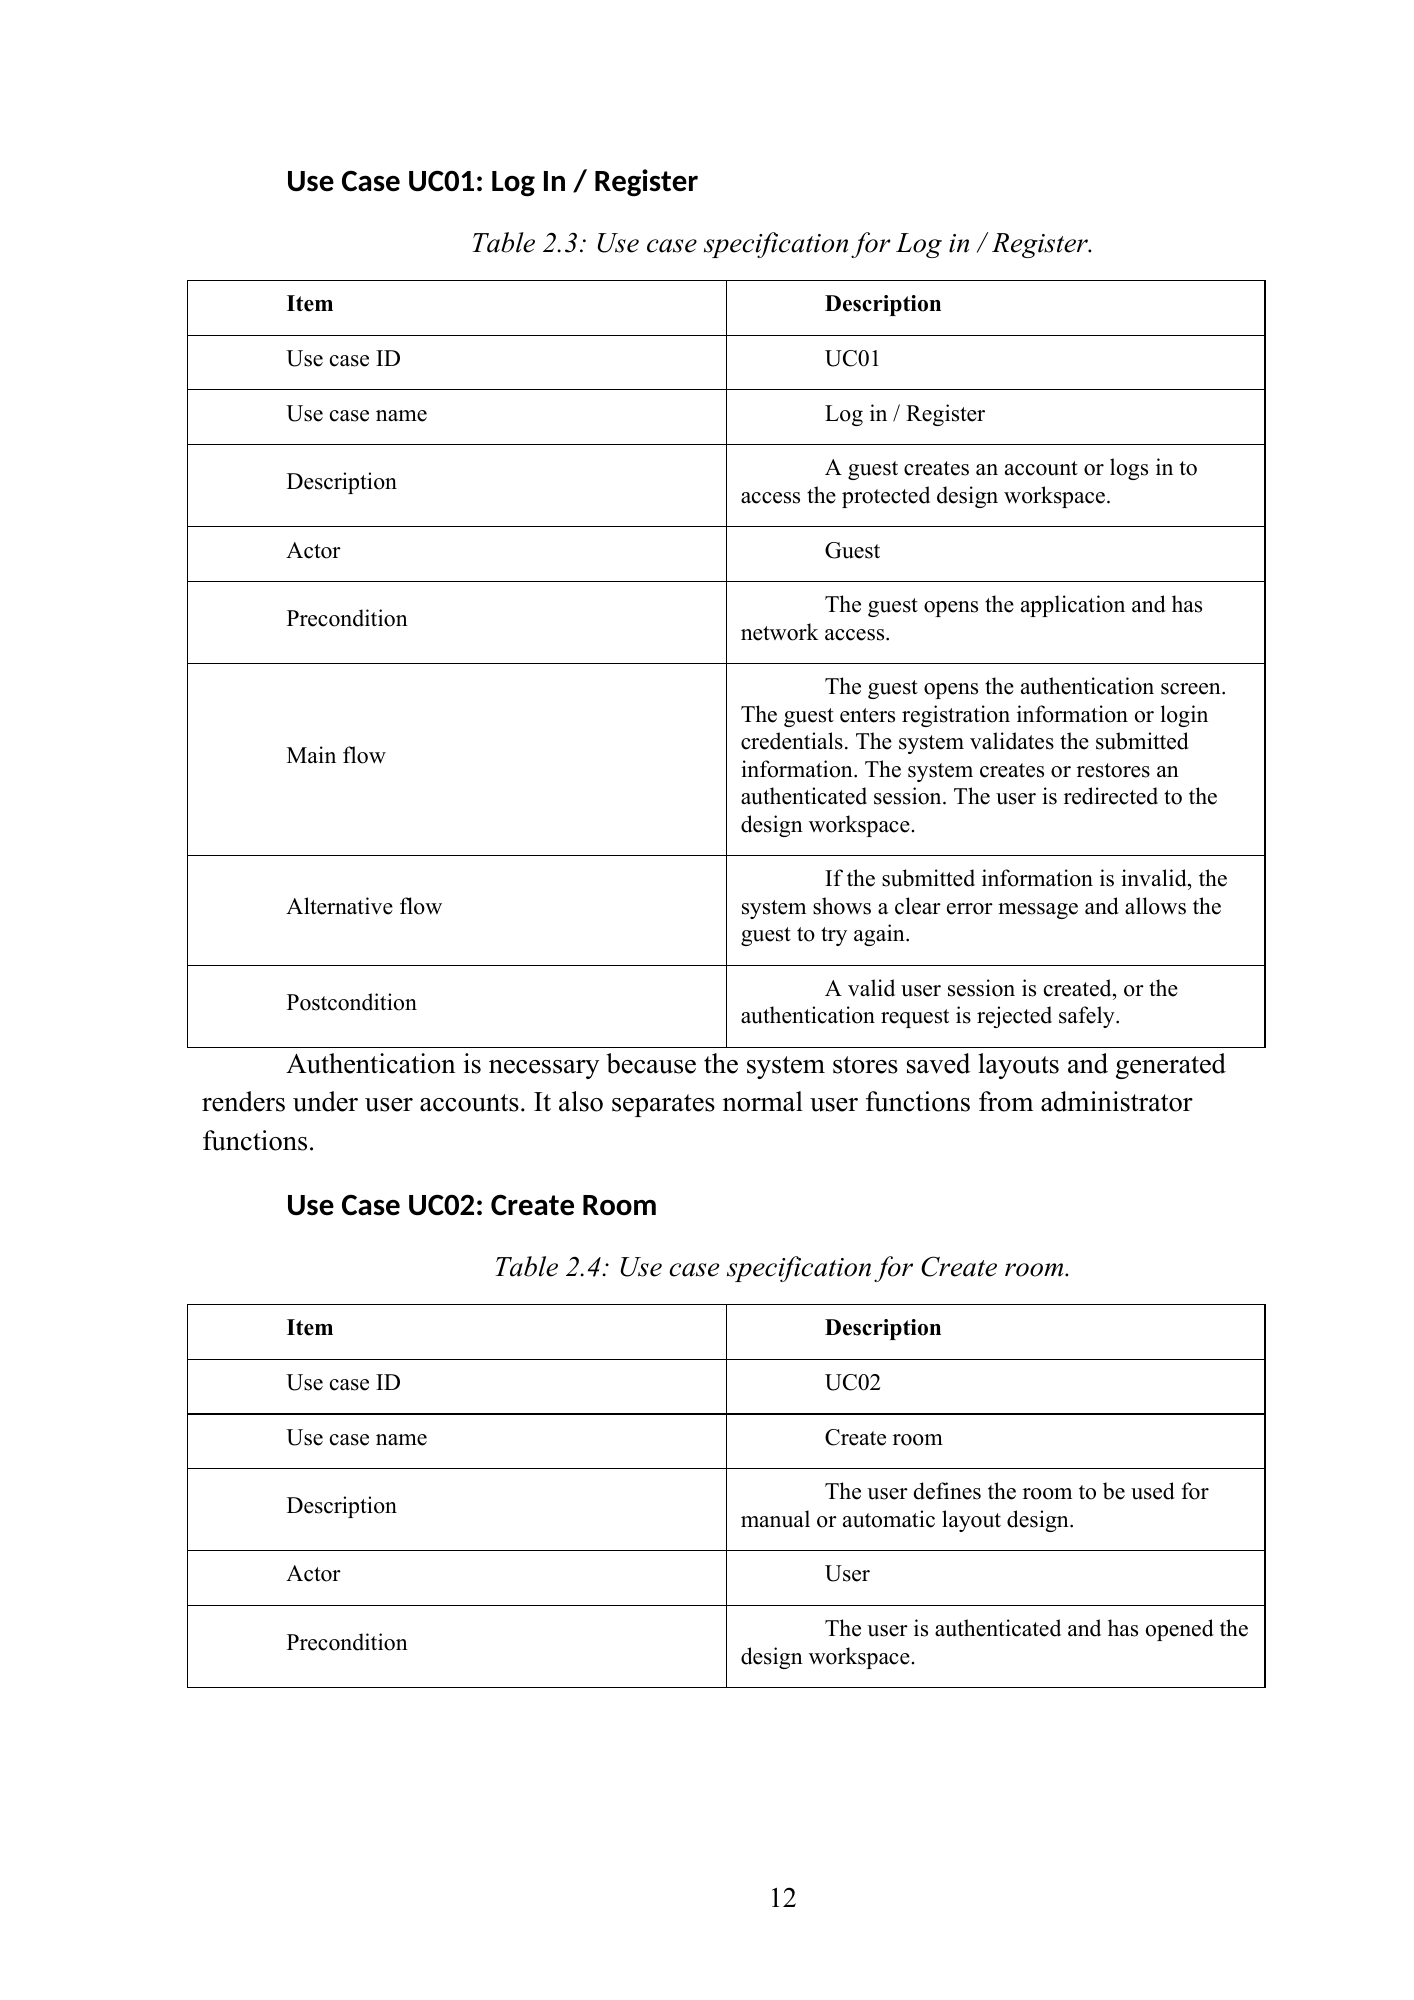 Use Case UC01: Log In / Register
Table 2.3: Use case specification for Log in / Register.
Item Description
Use case ID UC01
Use case name Log in / Register
Description
A guest creates an account or logs in to
access the protected design workspace.
Actor Guest
Precondition
The guest opens the application and has
network access.
Main flow
The guest opens the authentication screen.
The guest enters registration information or login
credentials. The system validates the submitted
information. The system creates or restores an
authenticated session. The user is redirected to the
design workspace.
Alternative flow
If the submitted information is invalid, the
system shows a clear error message and allows the
guest to try again.
Postcondition
A valid user session is created, or the
authentication request is rejected safely.
Authentication is necessary because the system stores saved layouts and generated
renders under user accounts. It also separates normal user functions from administrator
functions.
Use Case UC02: Create Room
Table 2.4: Use case specification for Create room.
Item Description
Use case ID UC02
Use case name Create room
Description
The user defines the room to be used for
manual or automatic layout design.
Actor User
Precondition
The user is authenticated and has opened the
design workspace.
12